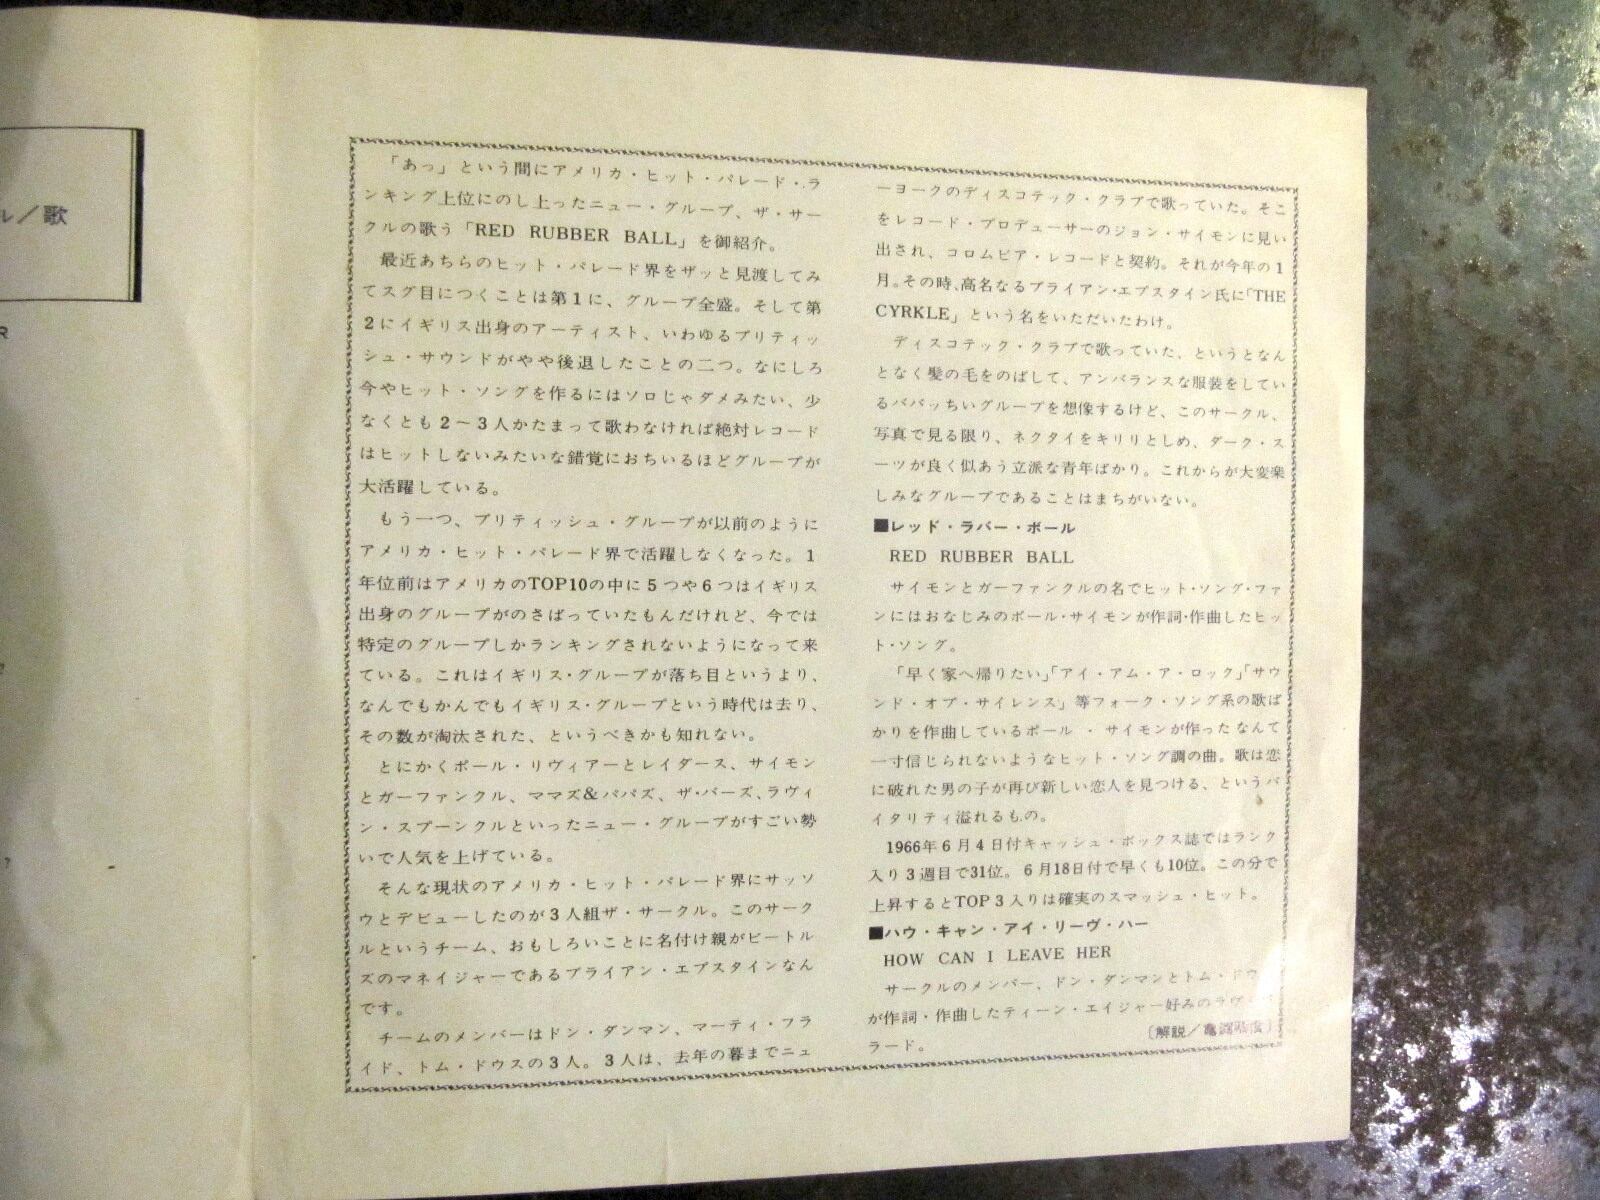 ル／歌
R
?
?
「あっ」という間にアメリカ・ヒット・パレード・ラ
ンキング上位にのし上ったニュー・グループ、ザ・サー
クルの歌う「RED RUBBER BALL」を御紹介。
最近あちらのヒット・パレード界をザッと見渡してみ
てスグ目につくことは第１に、グループ全盛。そして第
２にイギリス出身のアーティスト、いわゆるブリティッ
シュ・サウンドがやや後退したことの二つ。なにしろ
今やヒット・ソングを作るにはソロじゃダメみたい、少
なくとも２〜３人かたまって歌わなければ絶対レコード
はヒットしないみたいな錯覚におちいるほどグループが
大活躍している。
もう一つ、ブリティッシュ・グループが以前のように
アメリカ・ヒット・パレード界で活躍しなくなった。１
年位前はアメリカのTOP10の中に５つや６つはイギリス
出身のグループがのさばっていたもんだけれど、今では
特定のグループしかランキングされないようになって来
ている。これはイギリス・グループが落ち目というより、
なんでもかんでもイギリス・グループという時代は去り、
その数が淘汰された、というべきかも知れない。
とにかくポール・リヴィアーとレイダース、サイモン
とガーファンクル、ママズ&パパズ、ザ・バーズ、ラヴィ
ン・スプーンクルといったニュー・グループがすごい勢
いで人気を上げている。
そんな現状のアメリカ・ヒット・パレード界にサッソ
ウとデビューしたのが３人組ザ・サークル。このサーク
ルというチーム、おもしろいことに名付け親がビートル
ズのマネイジャーであるブライアン・エプスタインなん
です。
チームのメンバーはドン・ダンマン、マーティ・フラ
イド、トム・ドウスの３人。３人は、去年の暮までニュ
ーヨークのディスコテック・クラブで歌っていた。そこ
をレコード・プロデューサーのジョン・サイモンに見い
出され、コロムビア・レコードと契約。それが今年の１
月。その時、高名なるブライアン・エプスタイン氏に「THE
CYRKLE」という名をいただいたわけ。
ディスコテック・クラブで歌っていた、というとなん
となく髪の毛をのばして、アンバランスな服装をしてい
るババッちいグループを想像するけど、このサークル、
写真で見る限り、ネクタイをキリリとしめ、ダーク・ス
ーツが良く似あう立派な青年ばかり。これからが大変楽
しみなグループであることはまちがいない。
■レッド・ラバー・ボール
RED RUBBER BALL
サイモンとガーファンクルの名でヒット・ソング・ファ
ンにはおなじみのポール・サイモンが作詞・作曲したヒッ
ト・ソング。
「早く家へ帰りたい」「アイ・アム・ア・ロック」「サウ
ンド・オブ・サイレンス」等フォーク・ソング系の歌ば
かりを作曲しているポール・サイモンが作ったなんて
一寸信じられないようなヒット・ソング調の曲。歌は恋
に破れた男の子が再び新しい恋人を見つける、というバ
イタリティ溢れるもの。
1966年６月４日付キャッシュ・ボックス誌ではランク
入り３週目で31位。６月18日付で早くも10位。この分で
上昇するとTOP３入りは確実のスマッシュ・ヒット。
■ハウ・キャン・アイ・リーヴ・ハー
HOW CAN I LEAVE HER
サークルのメンバー、ドン・ダンマンとトム・ドウ
が作詞・作曲したティーン・エイジャー好みのラヴ
ラード。
〔解説／亀渕〕